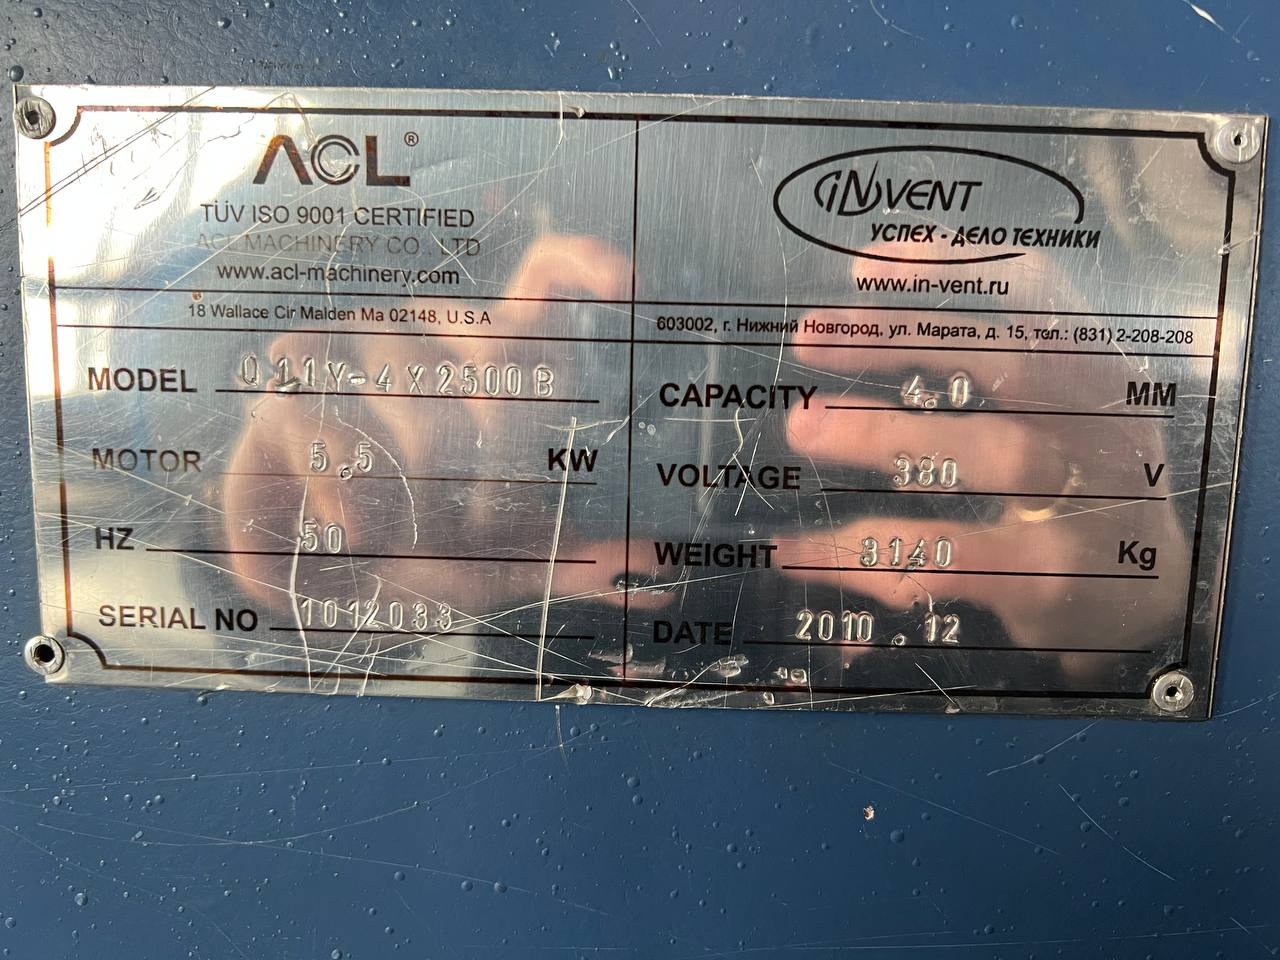 ACL®
TÜV ISO 9001 CERTIFIED
ACL MACHINERY CO., LTD
www.acl-machinery.com
18 Wallace Cir Malden Ma 02148, U.S.A
INVENT
УСПЕХ - ДЕЛО ТЕХНИКИ
www.in-vent.ru
603002, г. Нижний Новгород, ул. Марата, д. 15, тел.: (831) 2-208-208
MODEL Q11Y-4X2500B
MOTOR 5.5 KW
HZ 50
SERIAL NO 1012033
CAPACITY 4.0 MM
VOLTAGE 380 V
WEIGHT 3140 Kg
DATE 2010.12